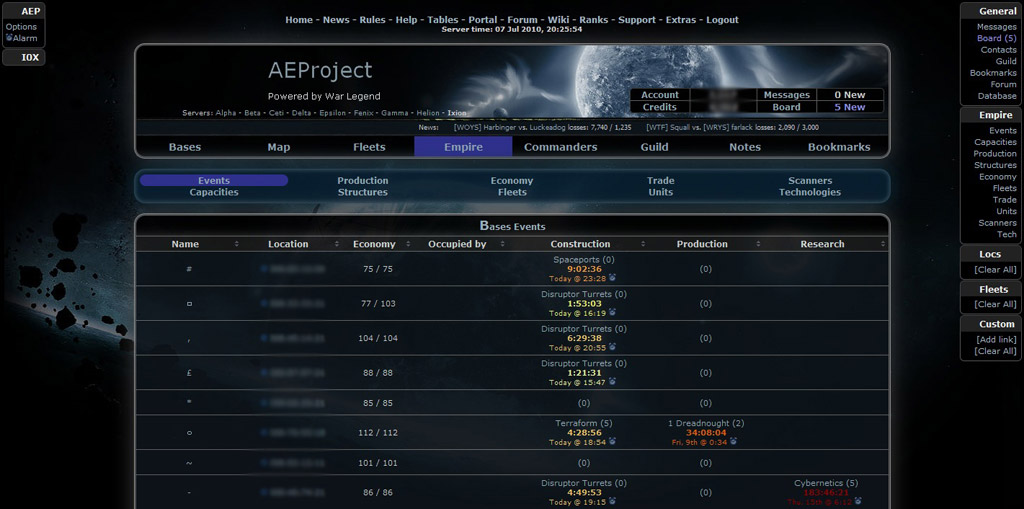 AEP
Options
Alarm
I0X
Home - News - Rules - Help - Tables - Portal - Forum - Wiki - Ranks - Support - Extras - Logout
Server time: 07 Jul 2010, 20:25:54
AEProject
Powered by War Legend
Servers: Alpha - Beta - Ceti - Delta - Epsilon - Fenix - Gamma - Helion - Ixion
Account Messages 0 New
Credits Board 5 New
News: [WOYS] Harbinger vs. Luckeadog losses: 7,740 / 1,235 [WTF] Squall vs. [WRYS] farlack losses: 2,090 / 3,000
Bases Map Fleets Empire Commanders Guild Notes Bookmarks
Events Production Economy Trade Scanners
Capacities Structures Fleets Units Technologies
Bases Events
Name Location Economy Occupied by Construction Production Research
Spaceports (0)
# 75 / 75 9:02:36 (0)
Today @ 23:28
Disruptor Turrets (0)
¤ 77 / 103 1:53:03 (0)
Today @ 16:19
Disruptor Turrets (0)
, 104 / 104 6:29:38 (0)
Today @ 20:55
Disruptor Turrets (0)
£ 88 / 88 1:21:31 (0)
Today @ 15:47
" 85 / 85 (0) (0)
Terraform (5) 1 Dreadnought (2)
o 112 / 112 4:28:56 34:08:04
Today @ 18:54 Fri, 9th @ 0:34
~ 101 / 101 (0) (0)
Disruptor Turrets (0) Cybernetics (5)
- 86 / 86 4:49:53 (0) 183:46:21
Today @ 19:15 Thu, 15th @ 6:12
General
Messages
Board (5)
Contacts
Guild
Bookmarks
Forum
Database
Empire
Events
Capacities
Production
Structures
Economy
Fleets
Trade
Units
Scanners
Tech
Locs
[Clear All]
Fleets
[Clear All]
Custom
[Add link]
[Clear All]